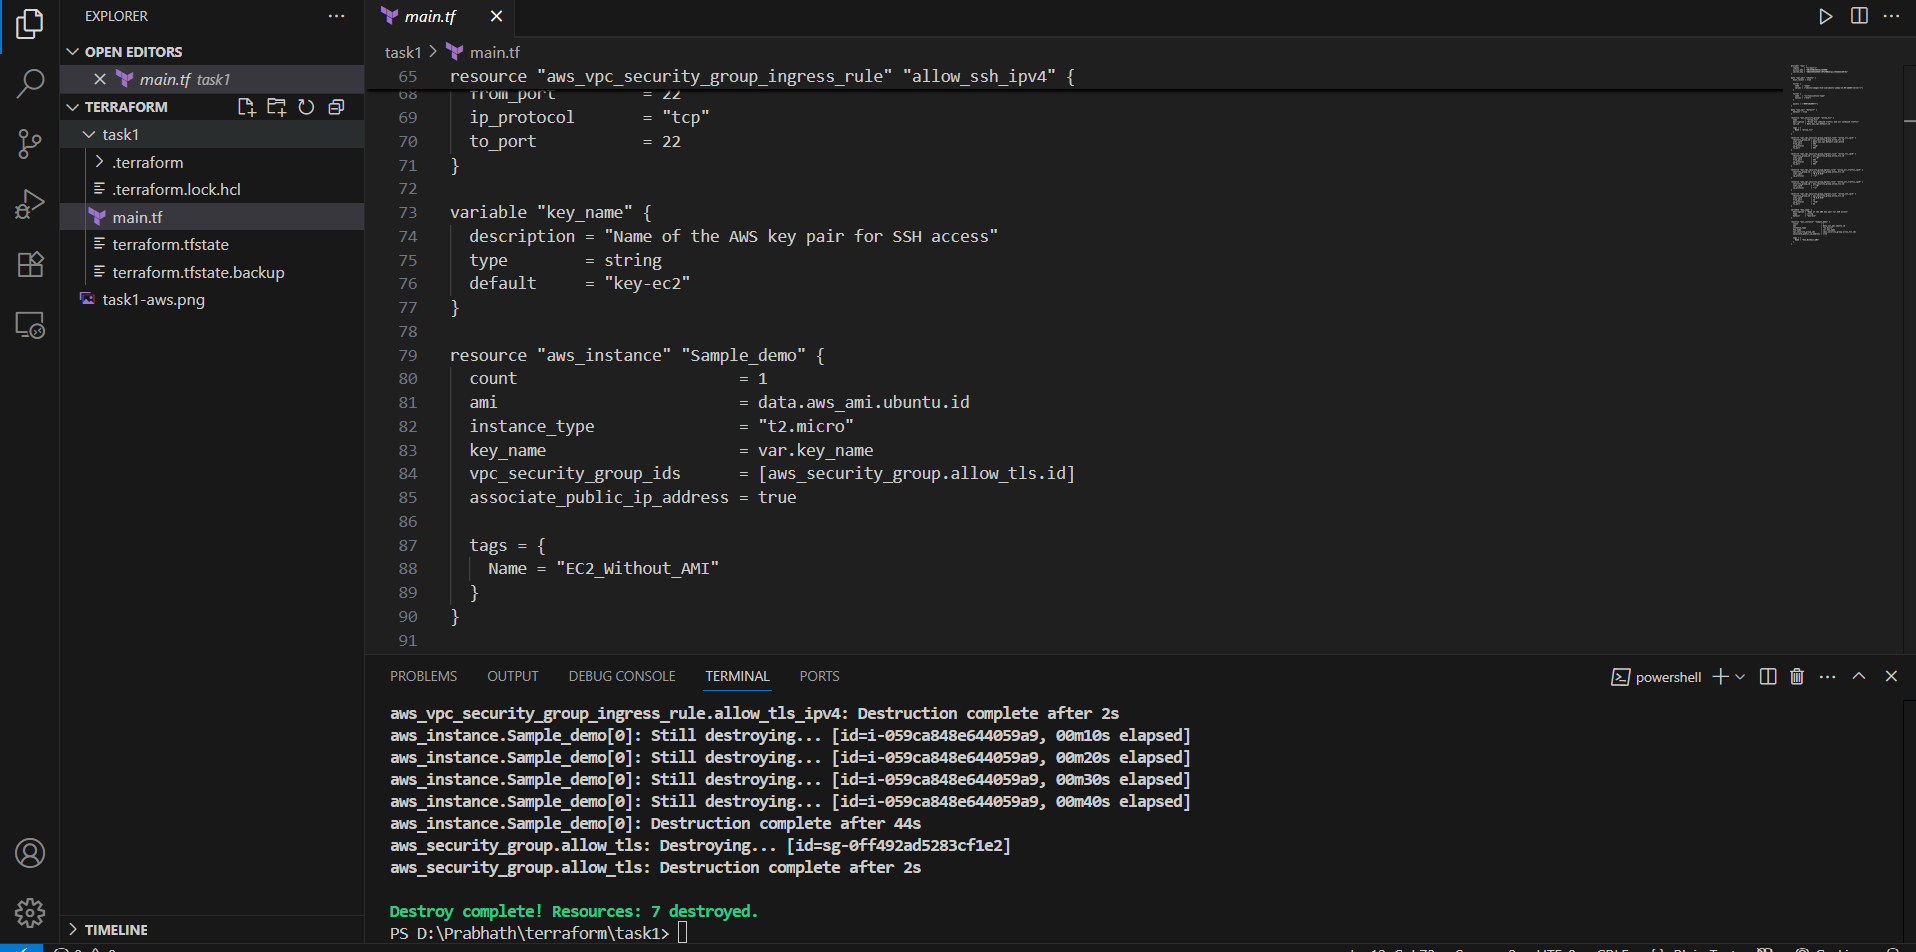 EXPLORER
OPEN EDITORS
main.tf task1
TERRAFORM
task1
.terraform
.terraform.lock.hcl
main.tf
terraform.tfstate
terraform.tfstate.backup
task1-aws.png
TIMELINE
main.tf
task1 > main.tf
65 resource "aws_vpc_security_group_ingress_rule" "allow_ssh_ipv4" {
68 from_port = 22
69 ip_protocol = "tcp"
70 to_port = 22
71 }
72
73 variable "key_name" {
74 description = "Name of the AWS key pair for SSH access"
75 type = string
76 default = "key-ec2"
77 }
78
79 resource "aws_instance" "Sample_demo" {
80 count = 1
81 ami = data.aws_ami.ubuntu.id
82 instance_type = "t2.micro"
83 key_name = var.key_name
84 vpc_security_group_ids = [aws_security_group.allow_tls.id]
85 associate_public_ip_address = true
86
87 tags = {
88 Name = "EC2_Without_AMI"
89 }
90 }
91
PROBLEMS OUTPUT DEBUG CONSOLE TERMINAL PORTS powershell
aws_vpc_security_group_ingress_rule.allow_tls_ipv4: Destruction complete after 2s
aws_instance.Sample_demo[0]: Still destroying... [id=i-059ca848e644059a9, 00m10s elapsed]
aws_instance.Sample_demo[0]: Still destroying... [id=i-059ca848e644059a9, 00m20s elapsed]
aws_instance.Sample_demo[0]: Still destroying... [id=i-059ca848e644059a9, 00m30s elapsed]
aws_instance.Sample_demo[0]: Still destroying... [id=i-059ca848e644059a9, 00m40s elapsed]
aws_instance.Sample_demo[0]: Destruction complete after 44s
aws_security_group.allow_tls: Destroying... [id=sg-0ff492ad5283cf1e2]
aws_security_group.allow_tls: Destruction complete after 2s
Destroy complete! Resources: 7 destroyed.
PS D:\Prabhath\terraform\task1>